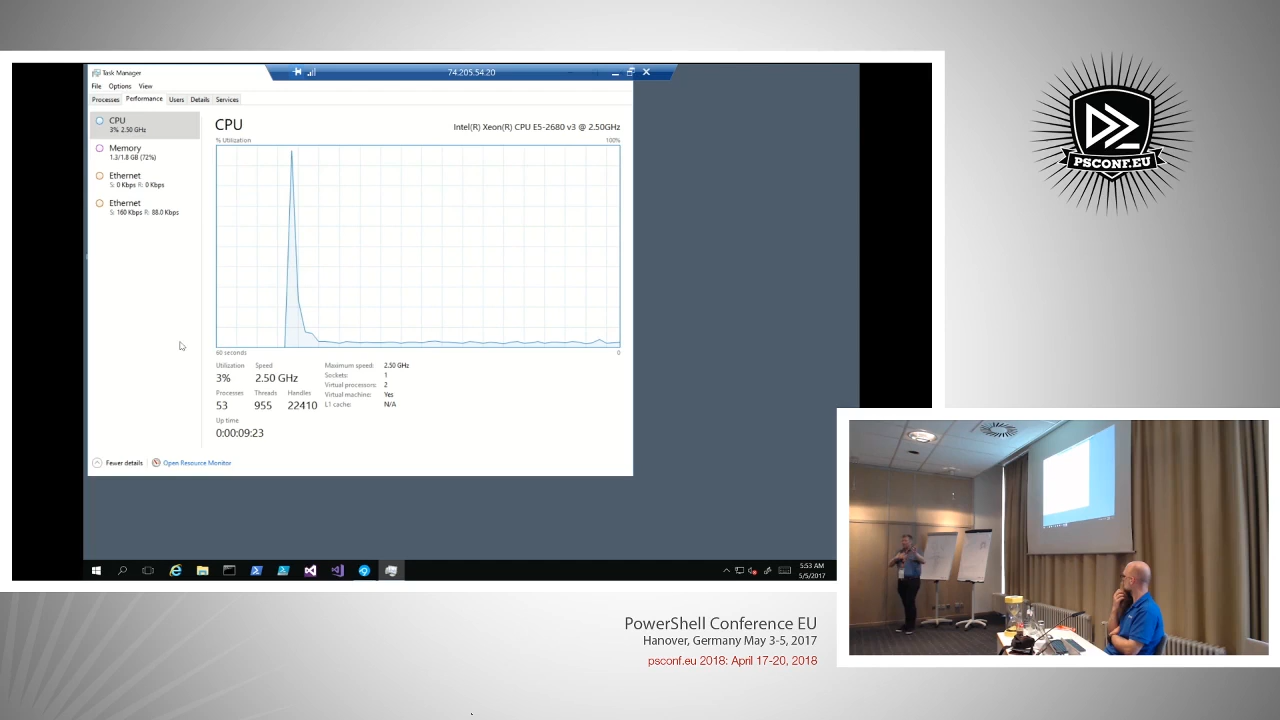 Task Manager
74.205.54.20
File Options View
Processes Performance Users Details Services
CPU
3% 2.50 GHz
Memory
1.3/1.8 GB (72%)
Ethernet
S: 0 Kbps R: 0 Kbps
Ethernet
S: 160 Kbps R: 88.0 Kbps
CPU
Intel(R) Xeon(R) CPU E5-2680 v3 @ 2.50GHz
% Utilization 100%
60 seconds 0
Utilization Speed
3% 2.50 GHz
Processes Threads Handles
53 955 22410
Up time
0:00:09:23
Maximum speed: 2.50 GHz
Sockets: 1
Virtual processors: 2
Virtual machine: Yes
L1 cache: N/A
Fewer details Open Resource Monitor
5:53 AM
5/5/2017
PSCONF.EU
PowerShell Conference EU
Hanover, Germany May 3-5, 2017
psconf.eu 2018: April 17-20, 2018